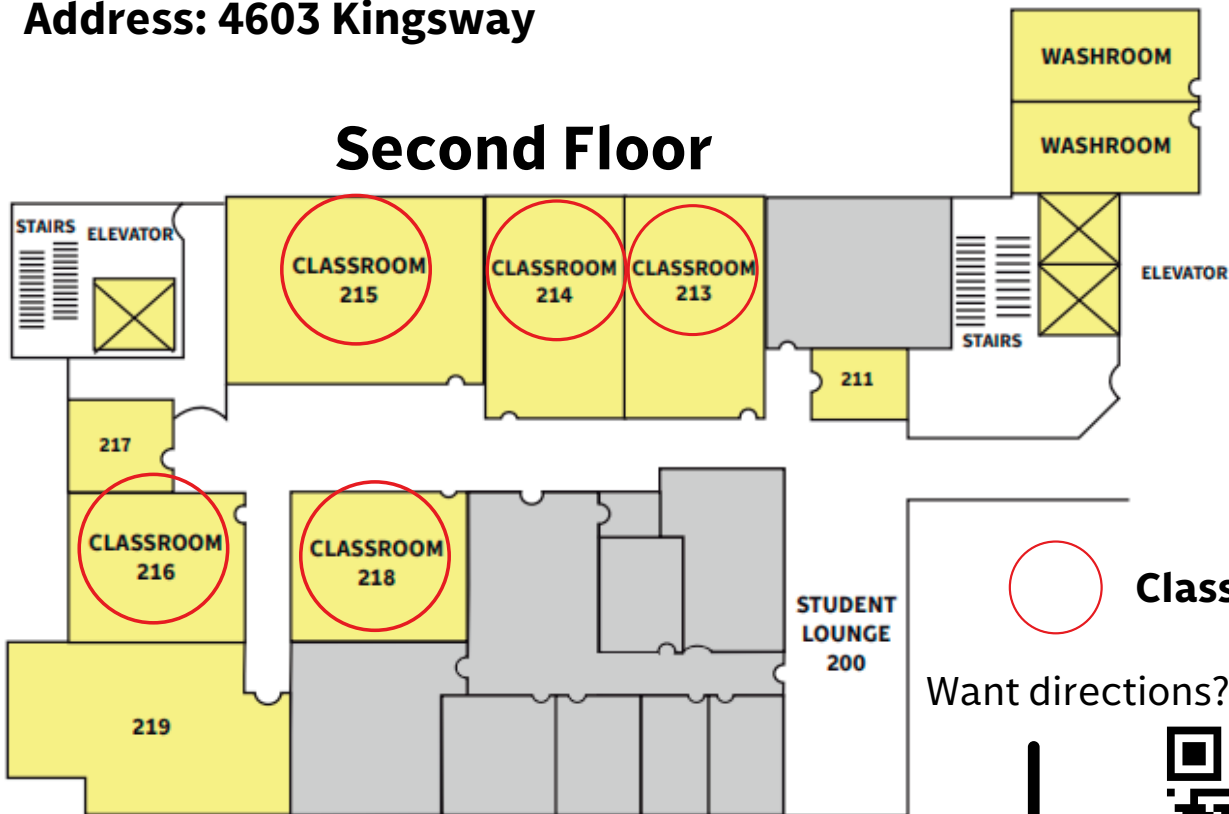 Address: 4603 Kingsway
Second Floor
WASHROOM
WASHROOM
STAIRS
ELEVATOR
CLASSROOM
215
CLASSROOM
214
CLASSROOM
213
ELEVATOR
STAIRS
211
217
CLASSROOM
216
CLASSROOM
218
STUDENT
LOUNGE
200
Class
Want directions?
219